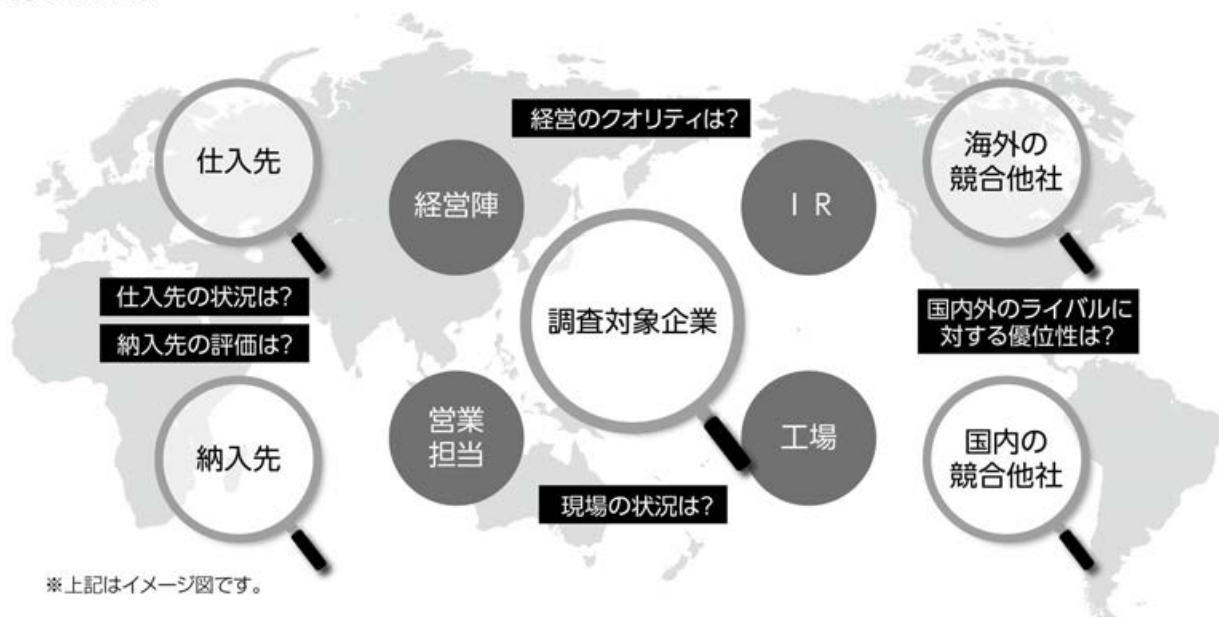 経営のクオリティは?
仕入先
経営陣
I R
海外の
競合他社
仕入先の状況は?
納入先の評価は?
調査対象企業
国内外のライバルに
対する優位性は?
納入先
営業
担当
工場
国内の
競合他社
現場の状況は?
※上記はイメージ図です。